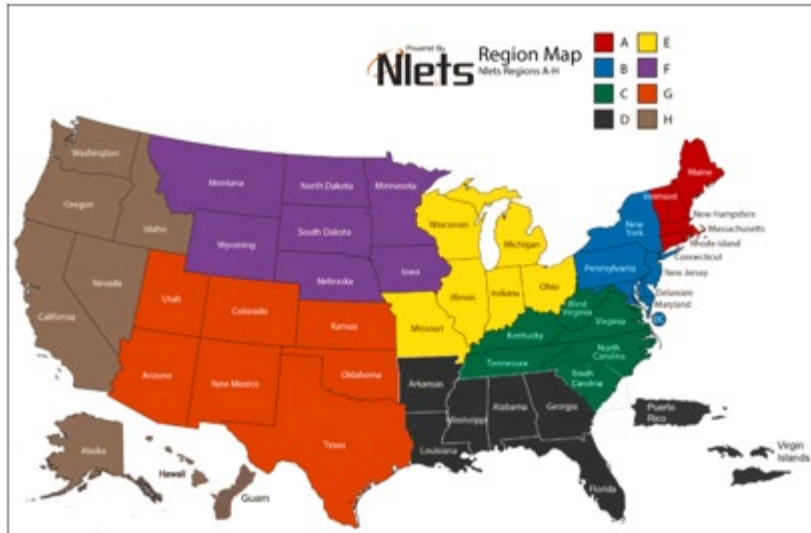 Powered By
Nlets
Region Map
Nlets Regions A-H
A
E
B
F
C
G
D
H
Washington
Oregon
Idaho
Montana
North Dakota
Minnesota
South Dakota
Wyoming
Nebraska
Iowa
Nevada
California
Utah
Colorado
Kansas
Arizona
New Mexico
Oklahoma
Texas
Wisconsin
Michigan
Illinois
Indiana
Ohio
Missouri
Maine
Vermont
New Hampshire
Massachusetts
Rhode Island
Connecticut
New York
Pennsylvania
New Jersey
Delaware
Maryland
DC
West
Virginia
Virginia
Kentucky
Tennessee
North
Carolina
South
Carolina
Arkansas
Mississippi
Alabama
Georgia
Louisiana
Florida
Puerto
Rico
Virgin
Islands
Alaska
Hawaii
Guam